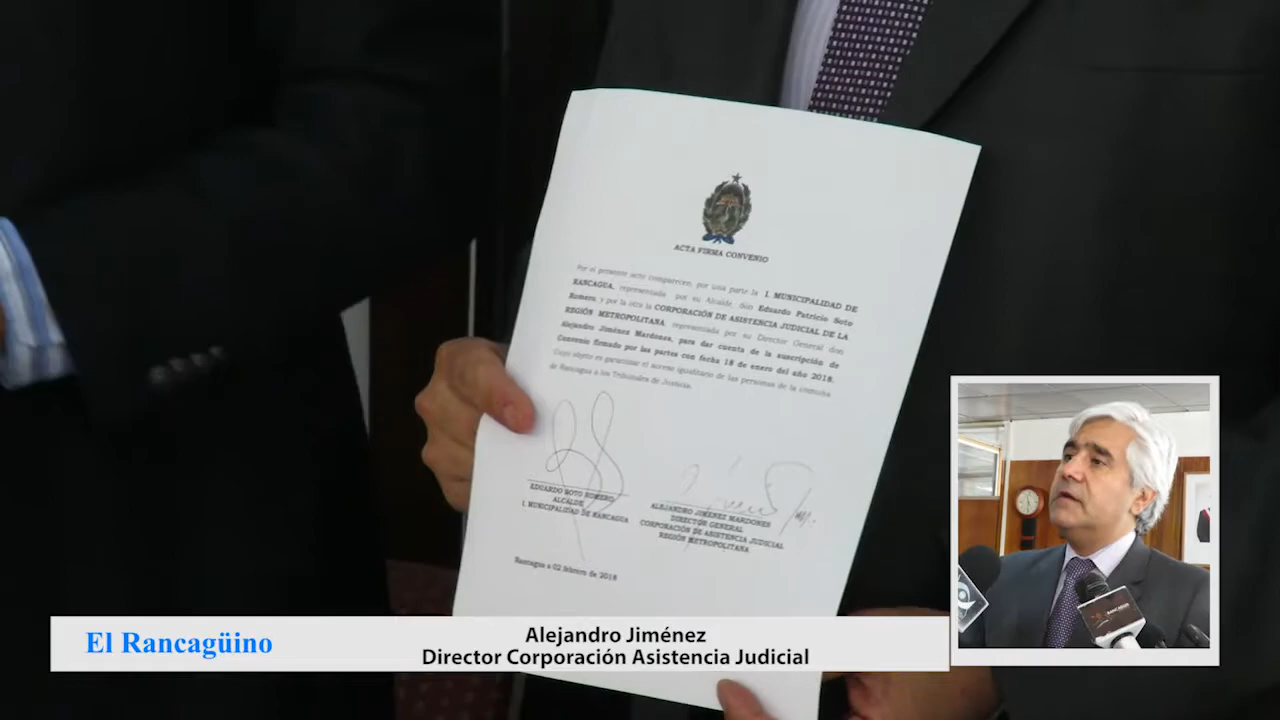 ACTA FIRMA CONVENIO
Por el presente acto comparecen, por una parte la I. MUNICIPALIDAD DE
RANCAGUA, representada por su Alcalde, don Eduardo Patricio Soto
Romero, y por la otra la CORPORACIÓN DE ASISTENCIA JUDICIAL DE LA
REGIÓN METROPOLITANA, representada por su Director General don
Alejandro Jiménez Mardones, para dar cuenta de la suscripción de
Convenio firmado por las partes con fecha 18 de enero del año 2018.
Cuyo objeto es garantizar el acceso igualitario de las personas de la comuna
de Rancagua a los Tribunales de Justicia.
EDUARDO SOTO ROMERO
ALCALDE
I. MUNICIPALIDAD DE RANCAGUA
ALEJANDRO JIMÉNEZ MARDONES
DIRECTOR GENERAL
CORPORACIÓN DE ASISTENCIA JUDICIAL
REGIÓN METROPOLITANA
Rancagua a 02 febrero de 2018
El Rancagüino
Alejandro Jiménez
Director Corporación Asistencia Judicial